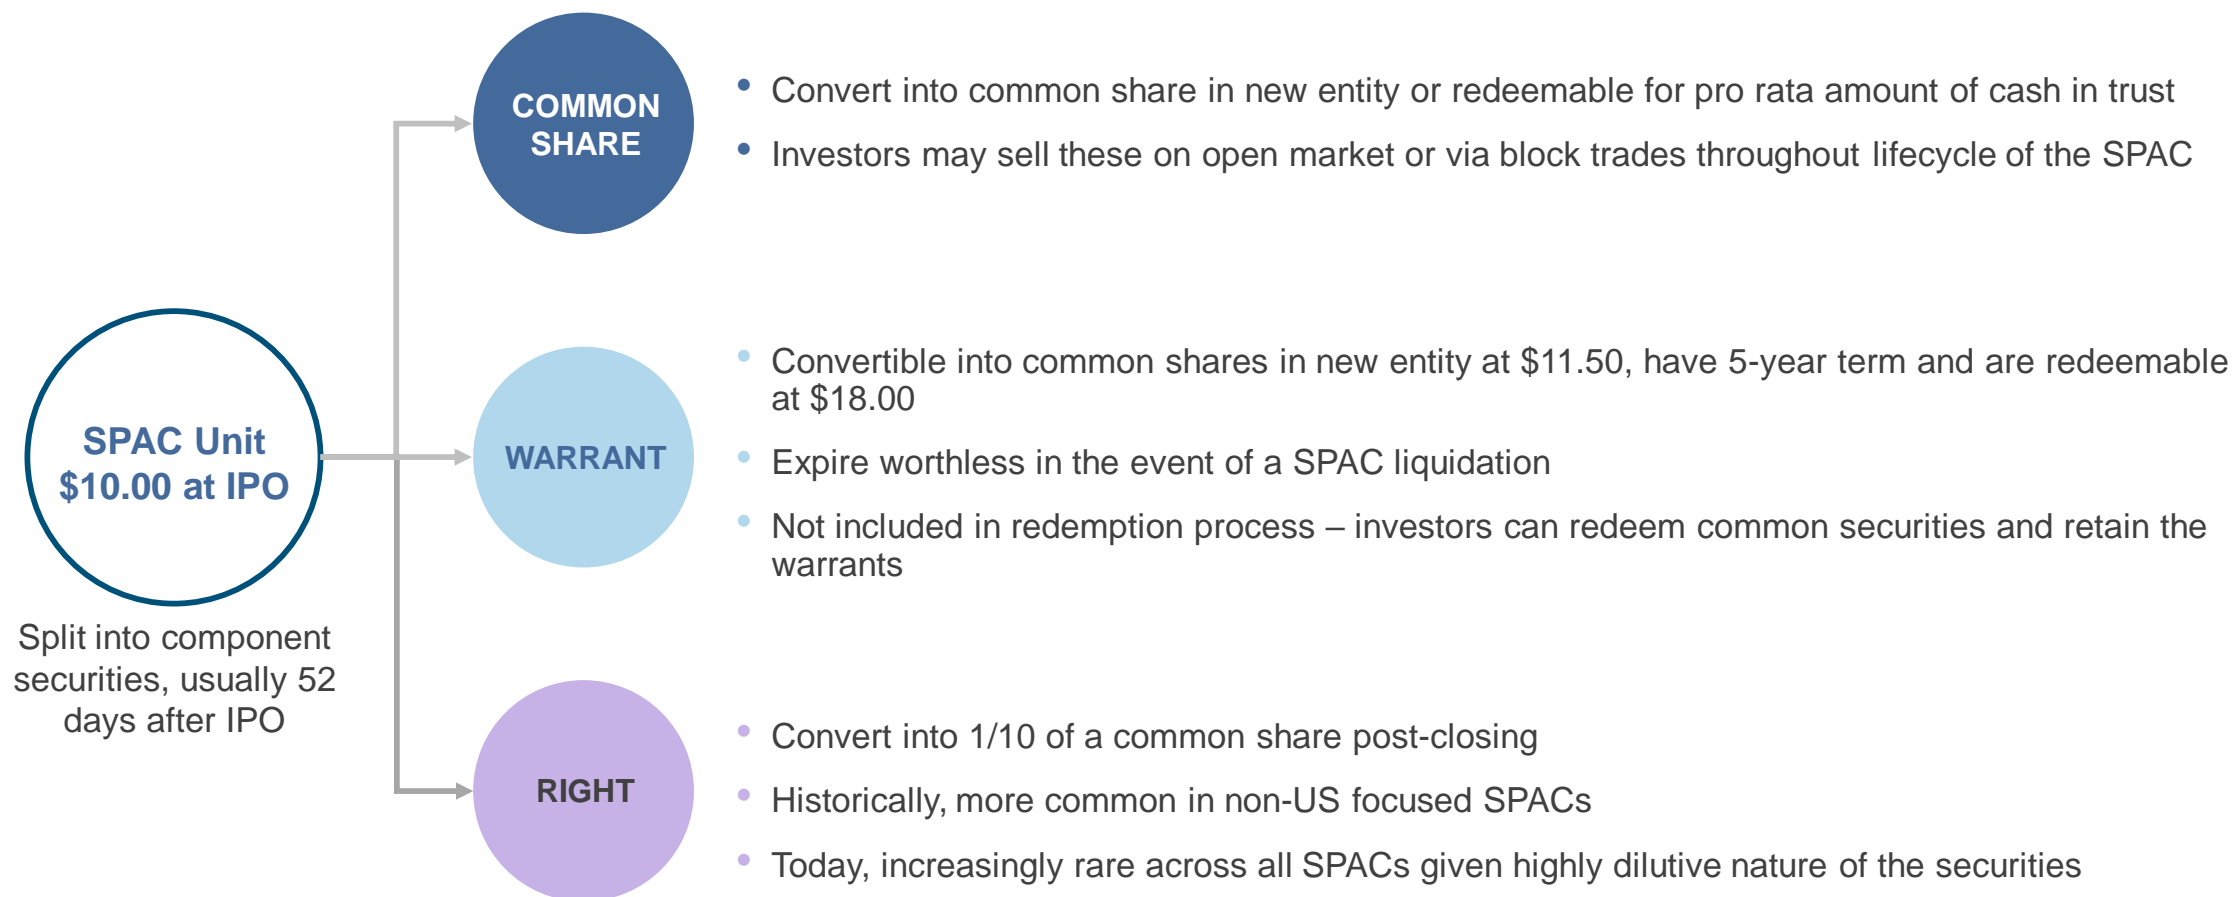 COMMON
SHARE
• Convert into common share in new entity or redeemable for pro rata amount of cash in trust
• Investors may sell these on open market or via block trades throughout lifecycle of the SPAC
SPAC Unit
$10.00 at IPO
Split into component
securities, usually 52
days after IPO
WARRANT
• Convertible into common shares in new entity at $11.50, have 5-year term and are redeemable
at $18.00
• Expire worthless in the event of a SPAC liquidation
• Not included in redemption process – investors can redeem common securities and retain the
warrants
RIGHT
• Convert into 1/10 of a common share post-closing
• Historically, more common in non-US focused SPACs
• Today, increasingly rare across all SPACs given highly dilutive nature of the securities